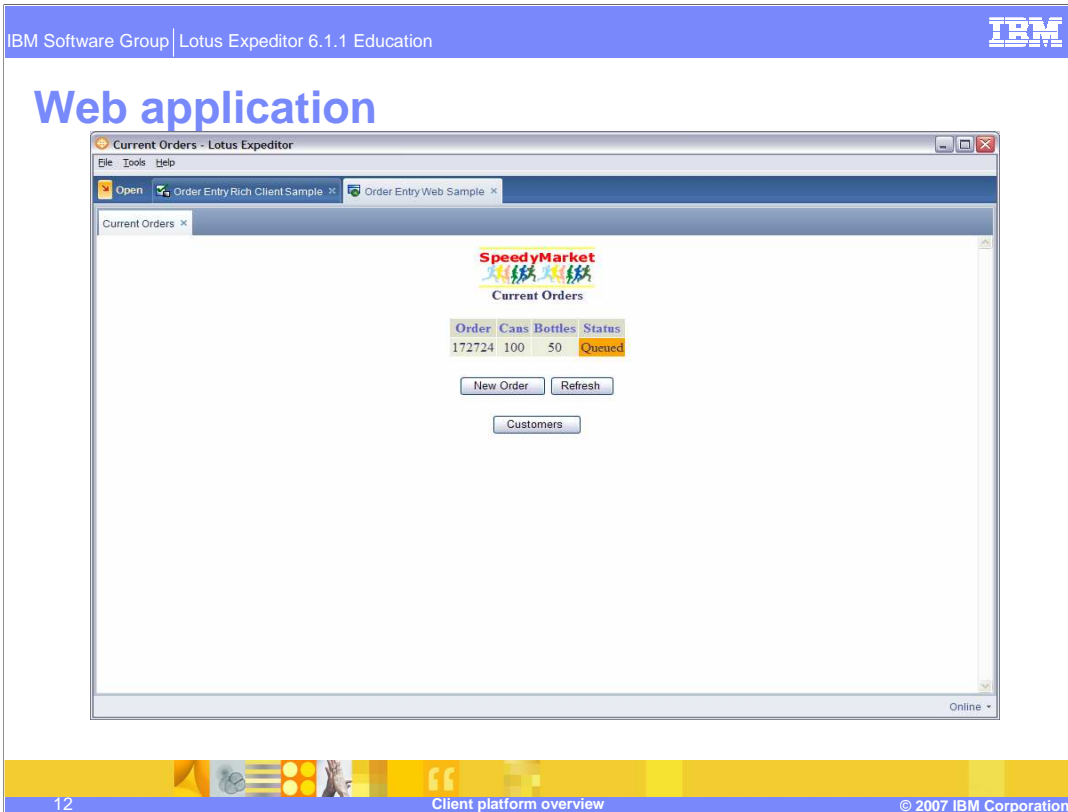 IBM Software Group | Lotus Expeditor 6.1.1 Education
IBM
Web application
Current Orders - Lotus Expeditor
File Tools Help
Open Order Entry Rich Client Sample × Order Entry Web Sample ×
Current Orders ×
SpeedyMarket
Current Orders
Order Cans Bottles Status
172724 100 50 Queued
New Order Refresh
Customers
Online
12 Client platform overview © 2007 IBM Corporation